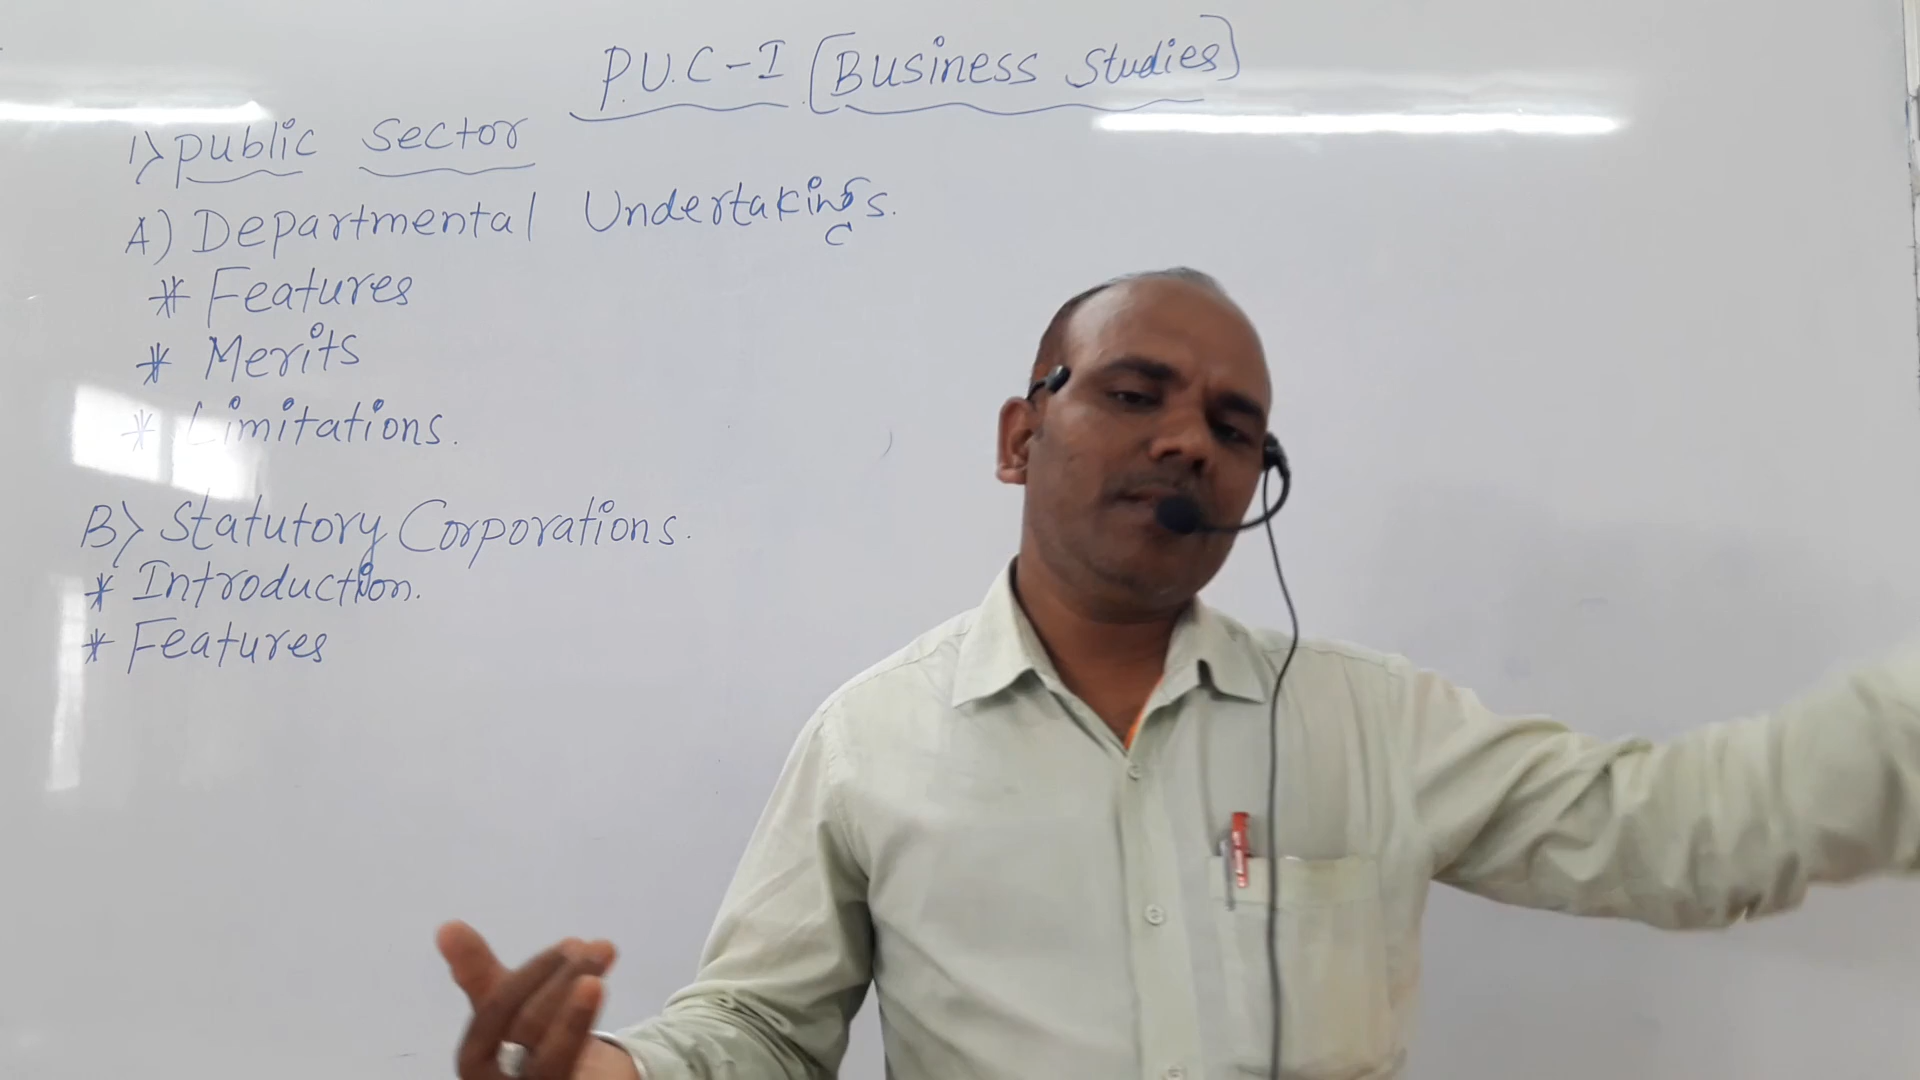 P.U.C-I [Business Studies]
1) Public Sector
A) Departmental Undertakings.
* Features
* Merits
* Limitations.
B) Statutory Corporations.
* Introduction.
* Features